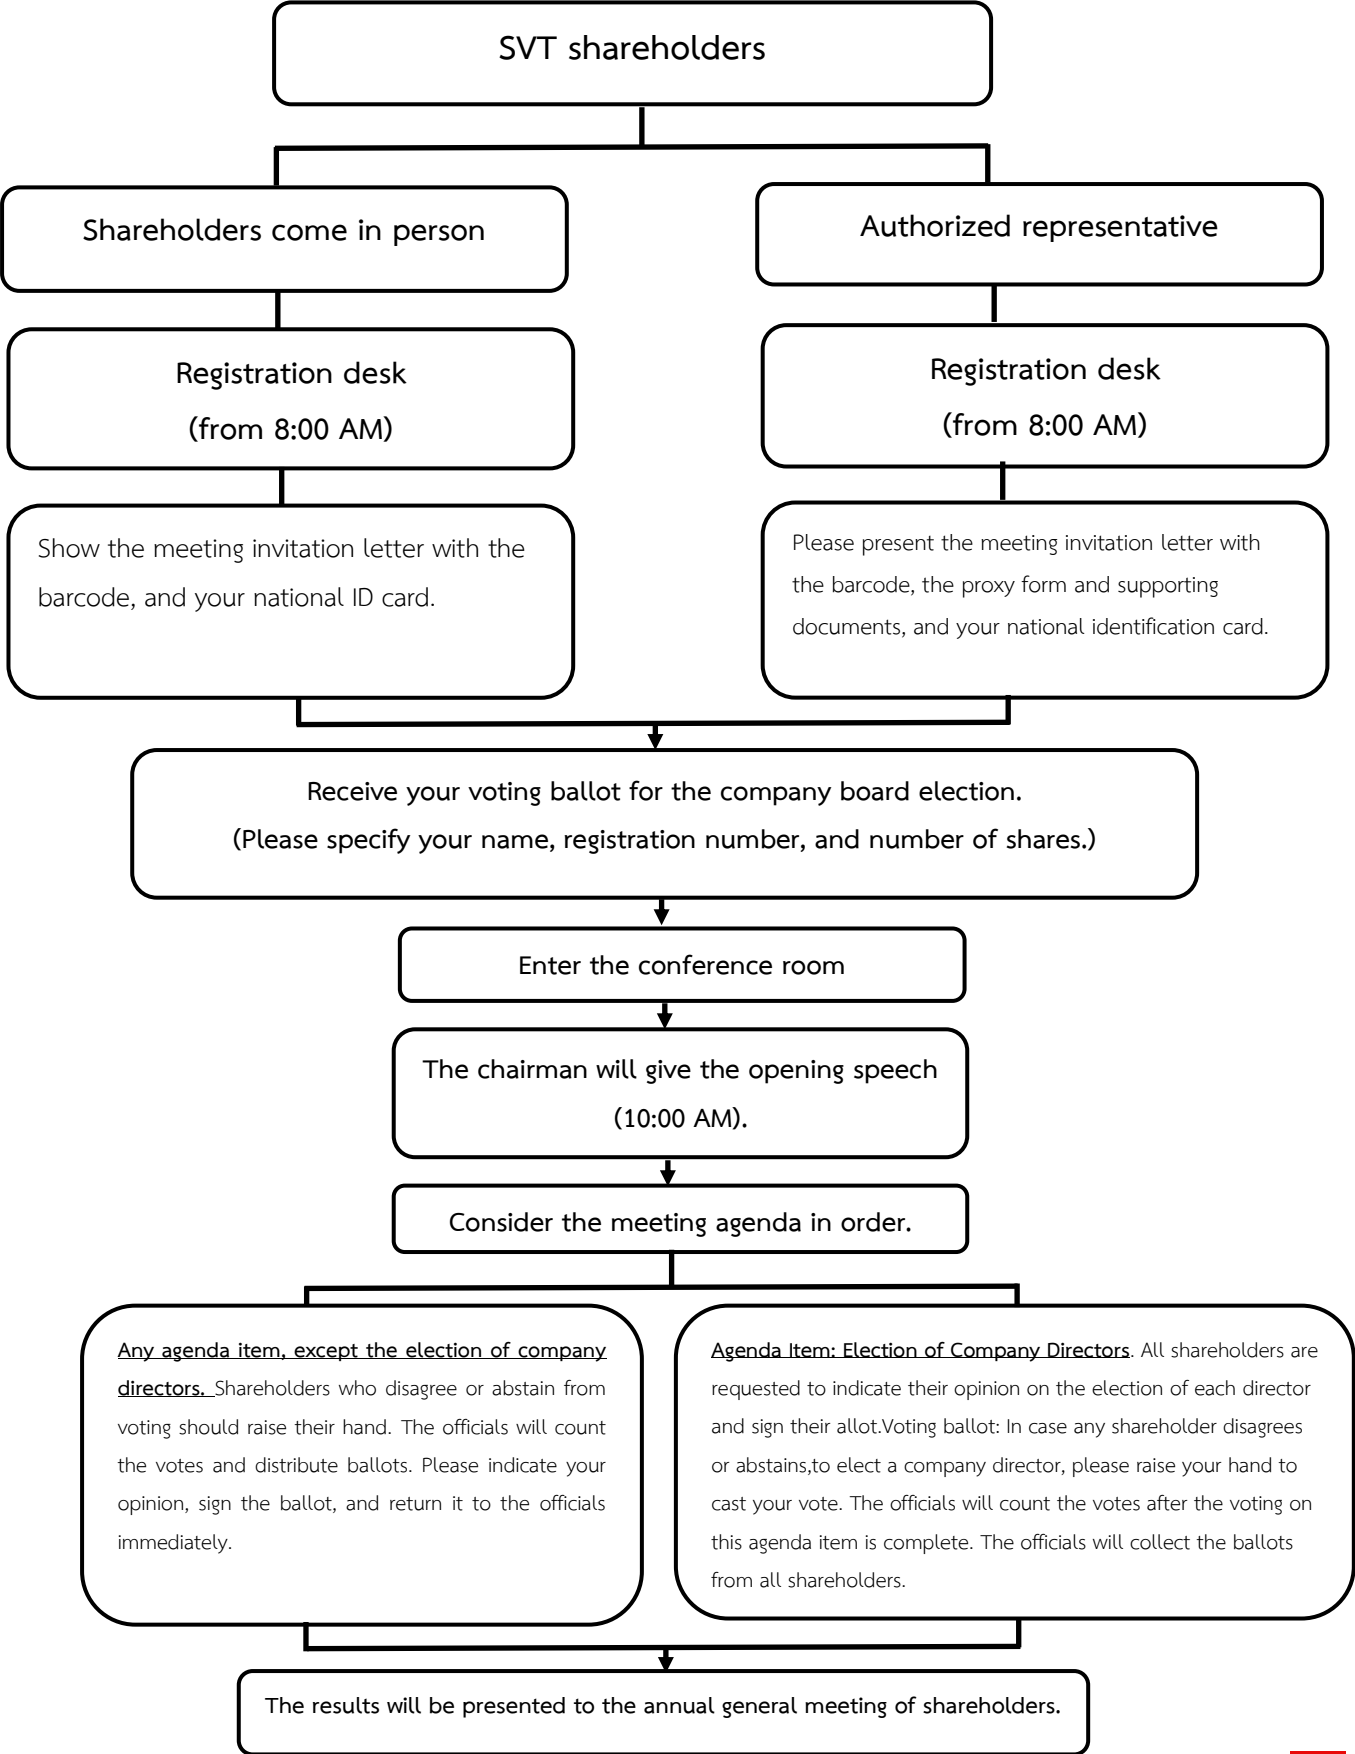 SVT shareholders
Shareholders come in person
Authorized representative
Registration desk
(from 8:00 AM)
Registration desk
(from 8:00 AM)
Show the meeting invitation letter with the
barcode, and your national ID card.
Please present the meeting invitation letter with
the barcode, the proxy form and supporting
documents, and your national identification card.
Receive your voting ballot for the company board election.
(Please specify your name, registration number, and number of shares.)
Enter the conference room
The chairman will give the opening speech
(10:00 AM).
Consider the meeting agenda in order.
Any agenda item, except the election of company
directors. Shareholders who disagree or abstain from
voting should raise their hand. The officials will count
the votes and distribute ballots. Please indicate your
opinion, sign the ballot, and return it to the officials
immediately.
Agenda Item: Election of Company Directors. All shareholders are
requested to indicate their opinion on the election of each director
and sign their allot.Voting ballot: In case any shareholder disagrees
or abstains,to elect a company director, please raise your hand to
cast your vote. The officials will count the votes after the voting on
this agenda item is complete. The officials will collect the ballots
from all shareholders.
The results will be presented to the annual general meeting of shareholders.